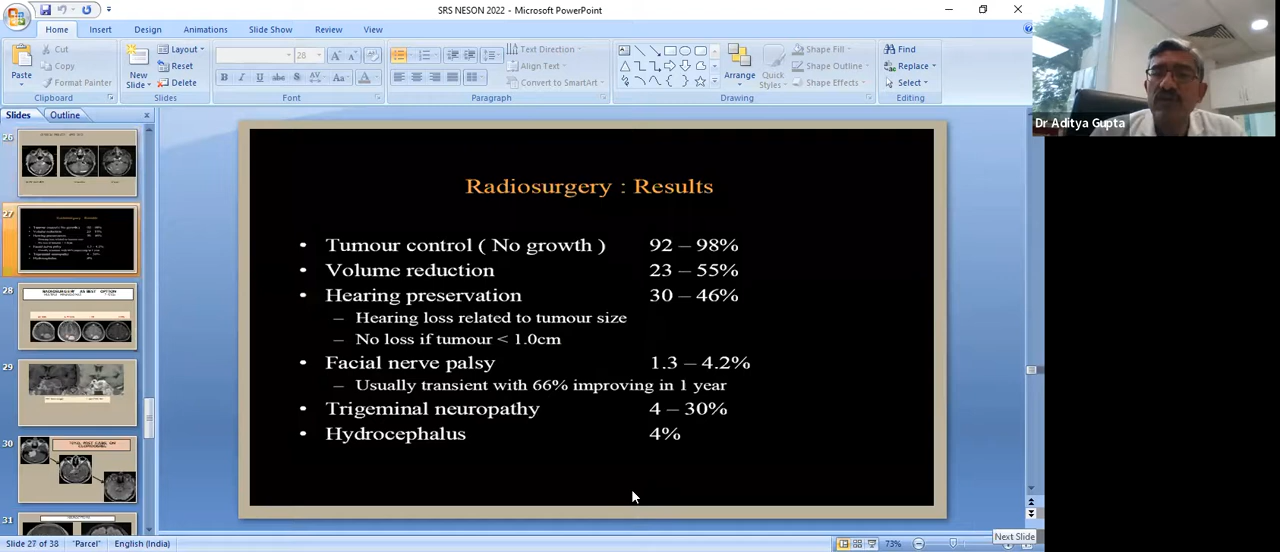 SRS NESON 2022 - Microsoft PowerPoint
Home Insert Design Animations Slide Show Review View
Cut
Copy
Format Painter
Paste
Clipboard
New Slide
Layout
Reset
Delete
Slides
28
Font
Paragraph
Text Direction
Align Text
Convert to SmartArt
Arrange
Quick Styles
Shape Fill
Shape Outline
Shape Effects
Drawing
Find
Replace
Select
Editing
Dr Aditya Gupta
Slides Outline
26
27
28
29
30
31
Radiosurgery : Results
• Tumour control ( No growth ) 92 – 98%
• Volume reduction 23 – 55%
• Hearing preservation 30 – 46%
– Hearing loss related to tumour size
– No loss if tumour < 1.0cm
• Facial nerve palsy 1.3 – 4.2%
– Usually transient with 66% improving in 1 year
• Trigeminal neuropathy 4 – 30%
• Hydrocephalus 4%
Next Slide
Slide 27 of 38 "Parcel" English (India) 73%